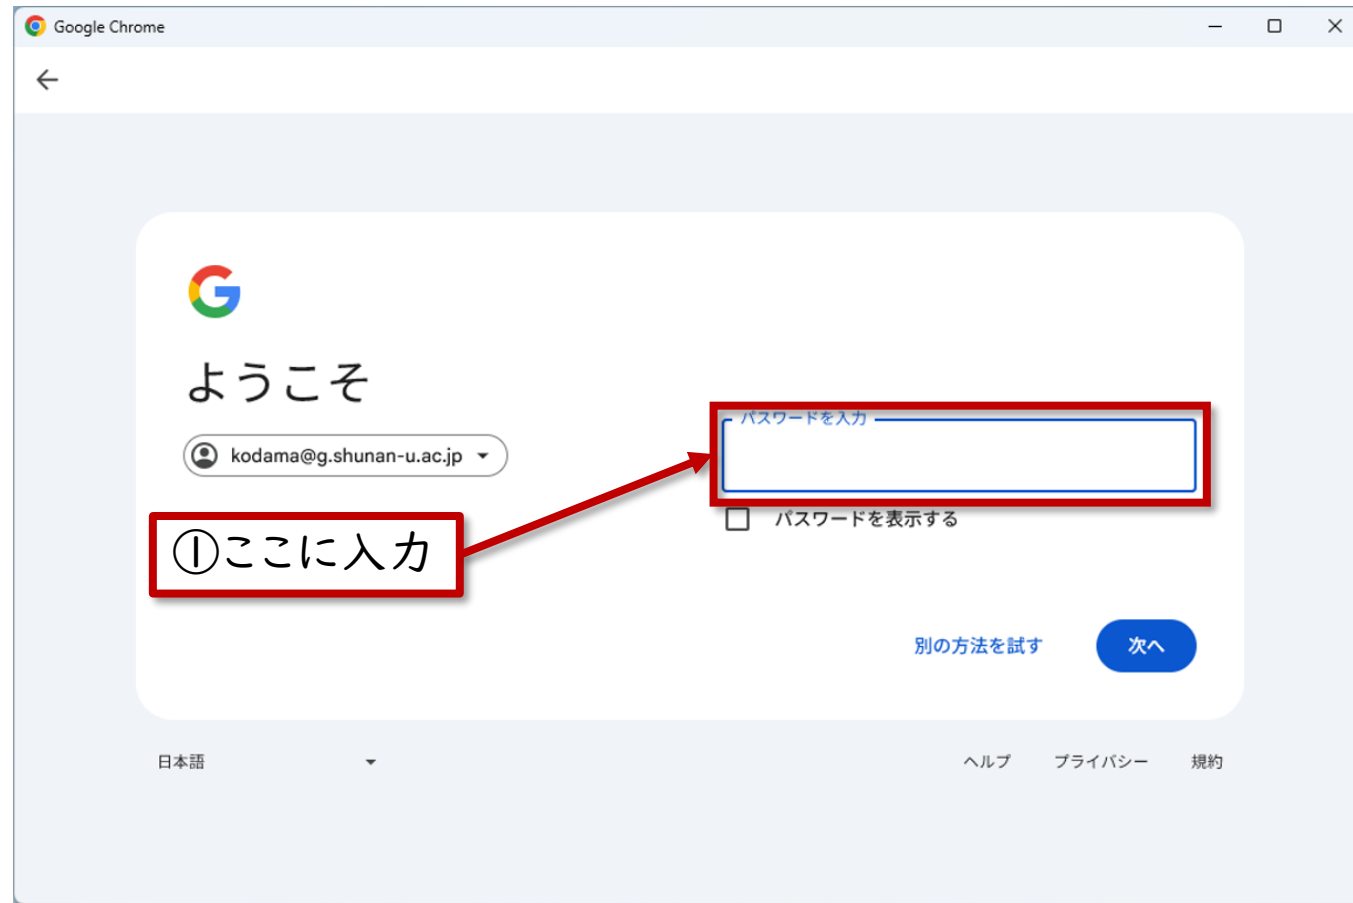 Google Chrome
ようこそ
kodama@g.shunan-u.ac.jp
パスワードを入力
①ここに入力
パスワードを表示する
別の方法を試す
次へ
日本語
ヘルプ プライバシー 規約